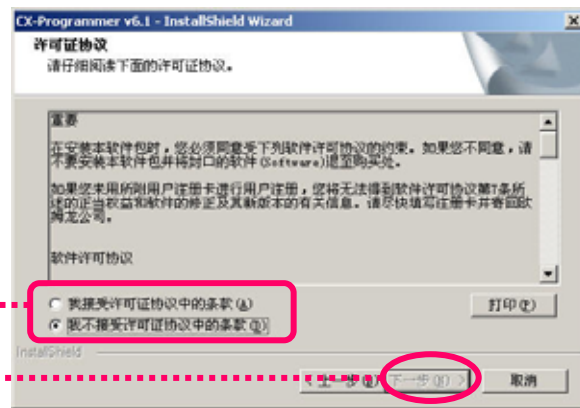 CX-Programmer v6.1 - InstallShield Wizard
许可证协议
请仔细阅读下面的许可证协议。
重要
在安装本软件包时，您必须同意受下列软件许可协议的约束。如果您不同意，请
不要安装本软件包并将封口的软件(Software)退至购买处。
如果您未用所附用户注册卡进行用户注册，您将无法得到软件许可协议第7条所
述的正当权益和软件的修正及其新版本的有关信息。请尽快填写注册卡并寄回欧
姆龙公司。
软件许可协议
我接受许可证协议中的条款(A)
我不接受许可证协议中的条款(D)
打印(P)
InstallShield
< 上一步(B) 下一步(N) > 取消